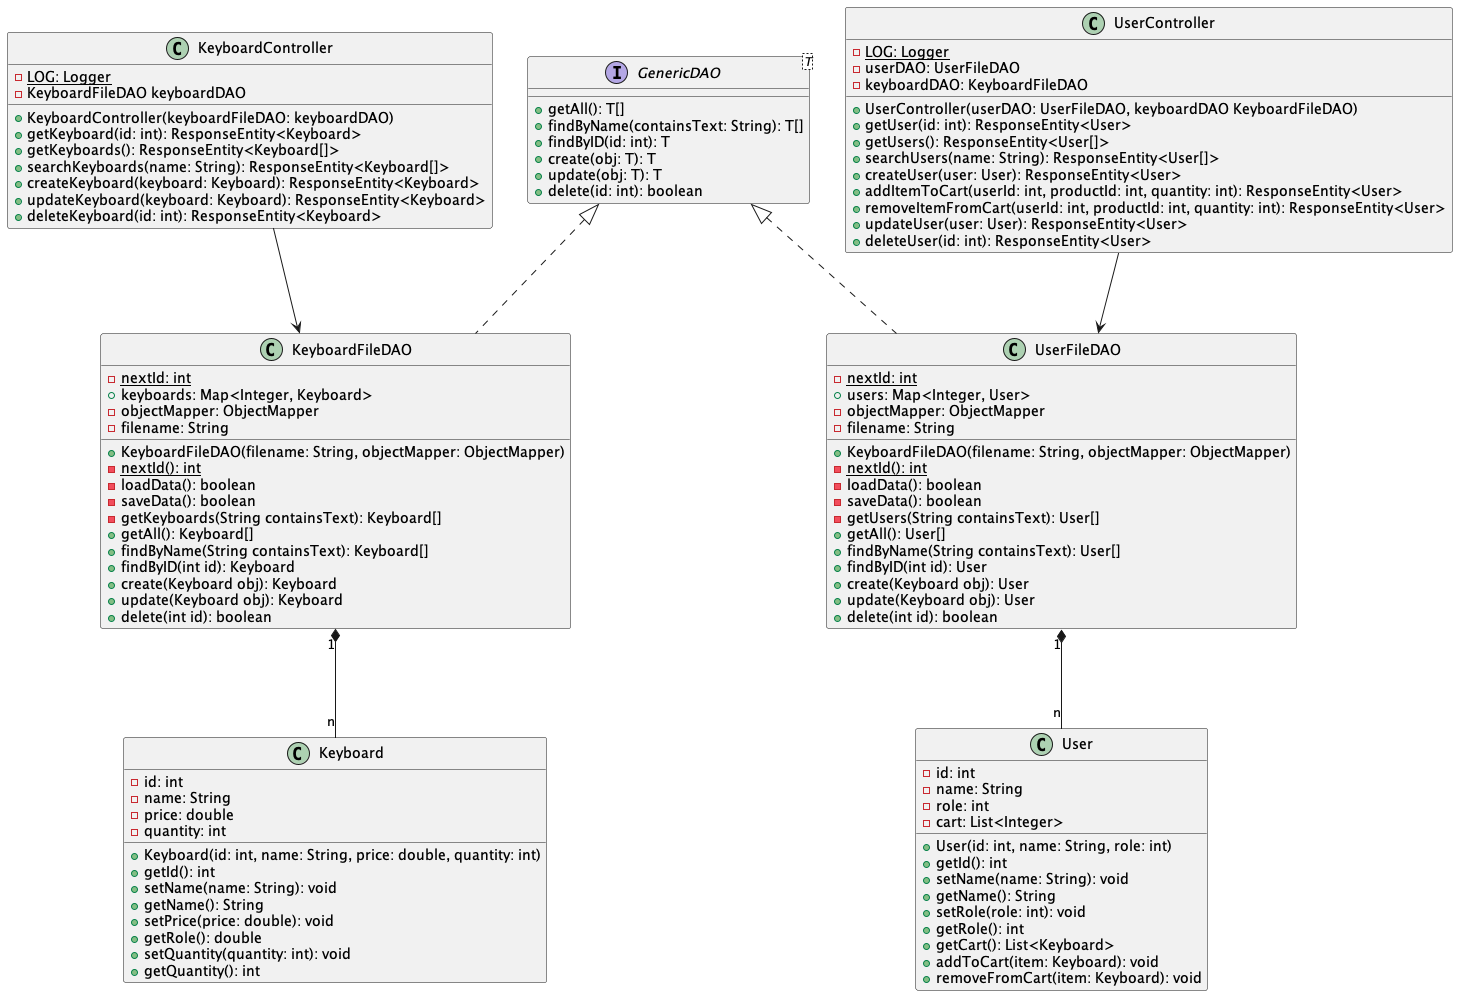 C KeyboardController
LOG: Logger
KeyboardFileDAO keyboardDAO
KeyboardController(keyboardFileDAO: keyboardDAO)
getKeyboard(id: int): ResponseEntity<Keyboard>
getKeyboards(): ResponseEntity<Keyboard[]>
searchKeyboards(name: String): ResponseEntity<Keyboard[]>
createKeyboard(keyboard: Keyboard): ResponseEntity<Keyboard>
updateKeyboard(keyboard: Keyboard): ResponseEntity<Keyboard>
deleteKeyboard(id: int): ResponseEntity<Keyboard>
I GenericDAO
T
getAll(): T[]
findByName(containsText: String): T[]
findByID(id: int): T
create(obj: T): T
update(obj: T): T
delete(id: int): boolean
C UserController
LOG: Logger
userDAO: UserFileDAO
keyboardDAO: KeyboardFileDAO
UserController(userDAO: UserFileDAO, keyboardDAO KeyboardFileDAO)
getUser(id: int): ResponseEntity<User>
getUsers(): ResponseEntity<User[]>
searchUsers(name: String): ResponseEntity<User[]>
createUser(user: User): ResponseEntity<User>
addItemToCart(userId: int, productId: int, quantity: int): ResponseEntity<User>
removeItemFromCart(userId: int, productId: int, quantity: int): ResponseEntity<User>
updateUser(user: User): ResponseEntity<User>
deleteUser(id: int): ResponseEntity<User>
C KeyboardFileDAO
nextId: int
keyboards: Map<Integer, Keyboard>
objectMapper: ObjectMapper
filename: String
KeyboardFileDAO(filename: String, objectMapper: ObjectMapper)
nextId(): int
loadData(): boolean
saveData(): boolean
getKeyboards(String containsText): Keyboard[]
getAll(): Keyboard[]
findByName(String containsText): Keyboard[]
findByID(int id): Keyboard
create(Keyboard obj): Keyboard
update(Keyboard obj): Keyboard
delete(int id): boolean
C UserFileDAO
nextId: int
users: Map<Integer, User>
objectMapper: ObjectMapper
filename: String
KeyboardFileDAO(filename: String, objectMapper: ObjectMapper)
nextId(): int
loadData(): boolean
saveData(): boolean
getUsers(String containsText): User[]
getAll(): User[]
findByName(String containsText): User[]
findByID(int id): User
create(Keyboard obj): User
update(Keyboard obj): User
delete(int id): boolean
1
n
1
n
C Keyboard
id: int
name: String
price: double
quantity: int
Keyboard(id: int, name: String, price: double, quantity: int)
getId(): int
setName(name: String): void
getName(): String
setPrice(price: double): void
getRole(): double
setQuantity(quantity: int): void
getQuantity(): int
C User
id: int
name: String
role: int
cart: List<Integer>
User(id: int, name: String, role: int)
getId(): int
setName(name: String): void
getName(): String
setRole(role: int): void
getRole(): int
getCart(): List<Keyboard>
addToCart(item: Keyboard): void
removeFromCart(item: Keyboard): void